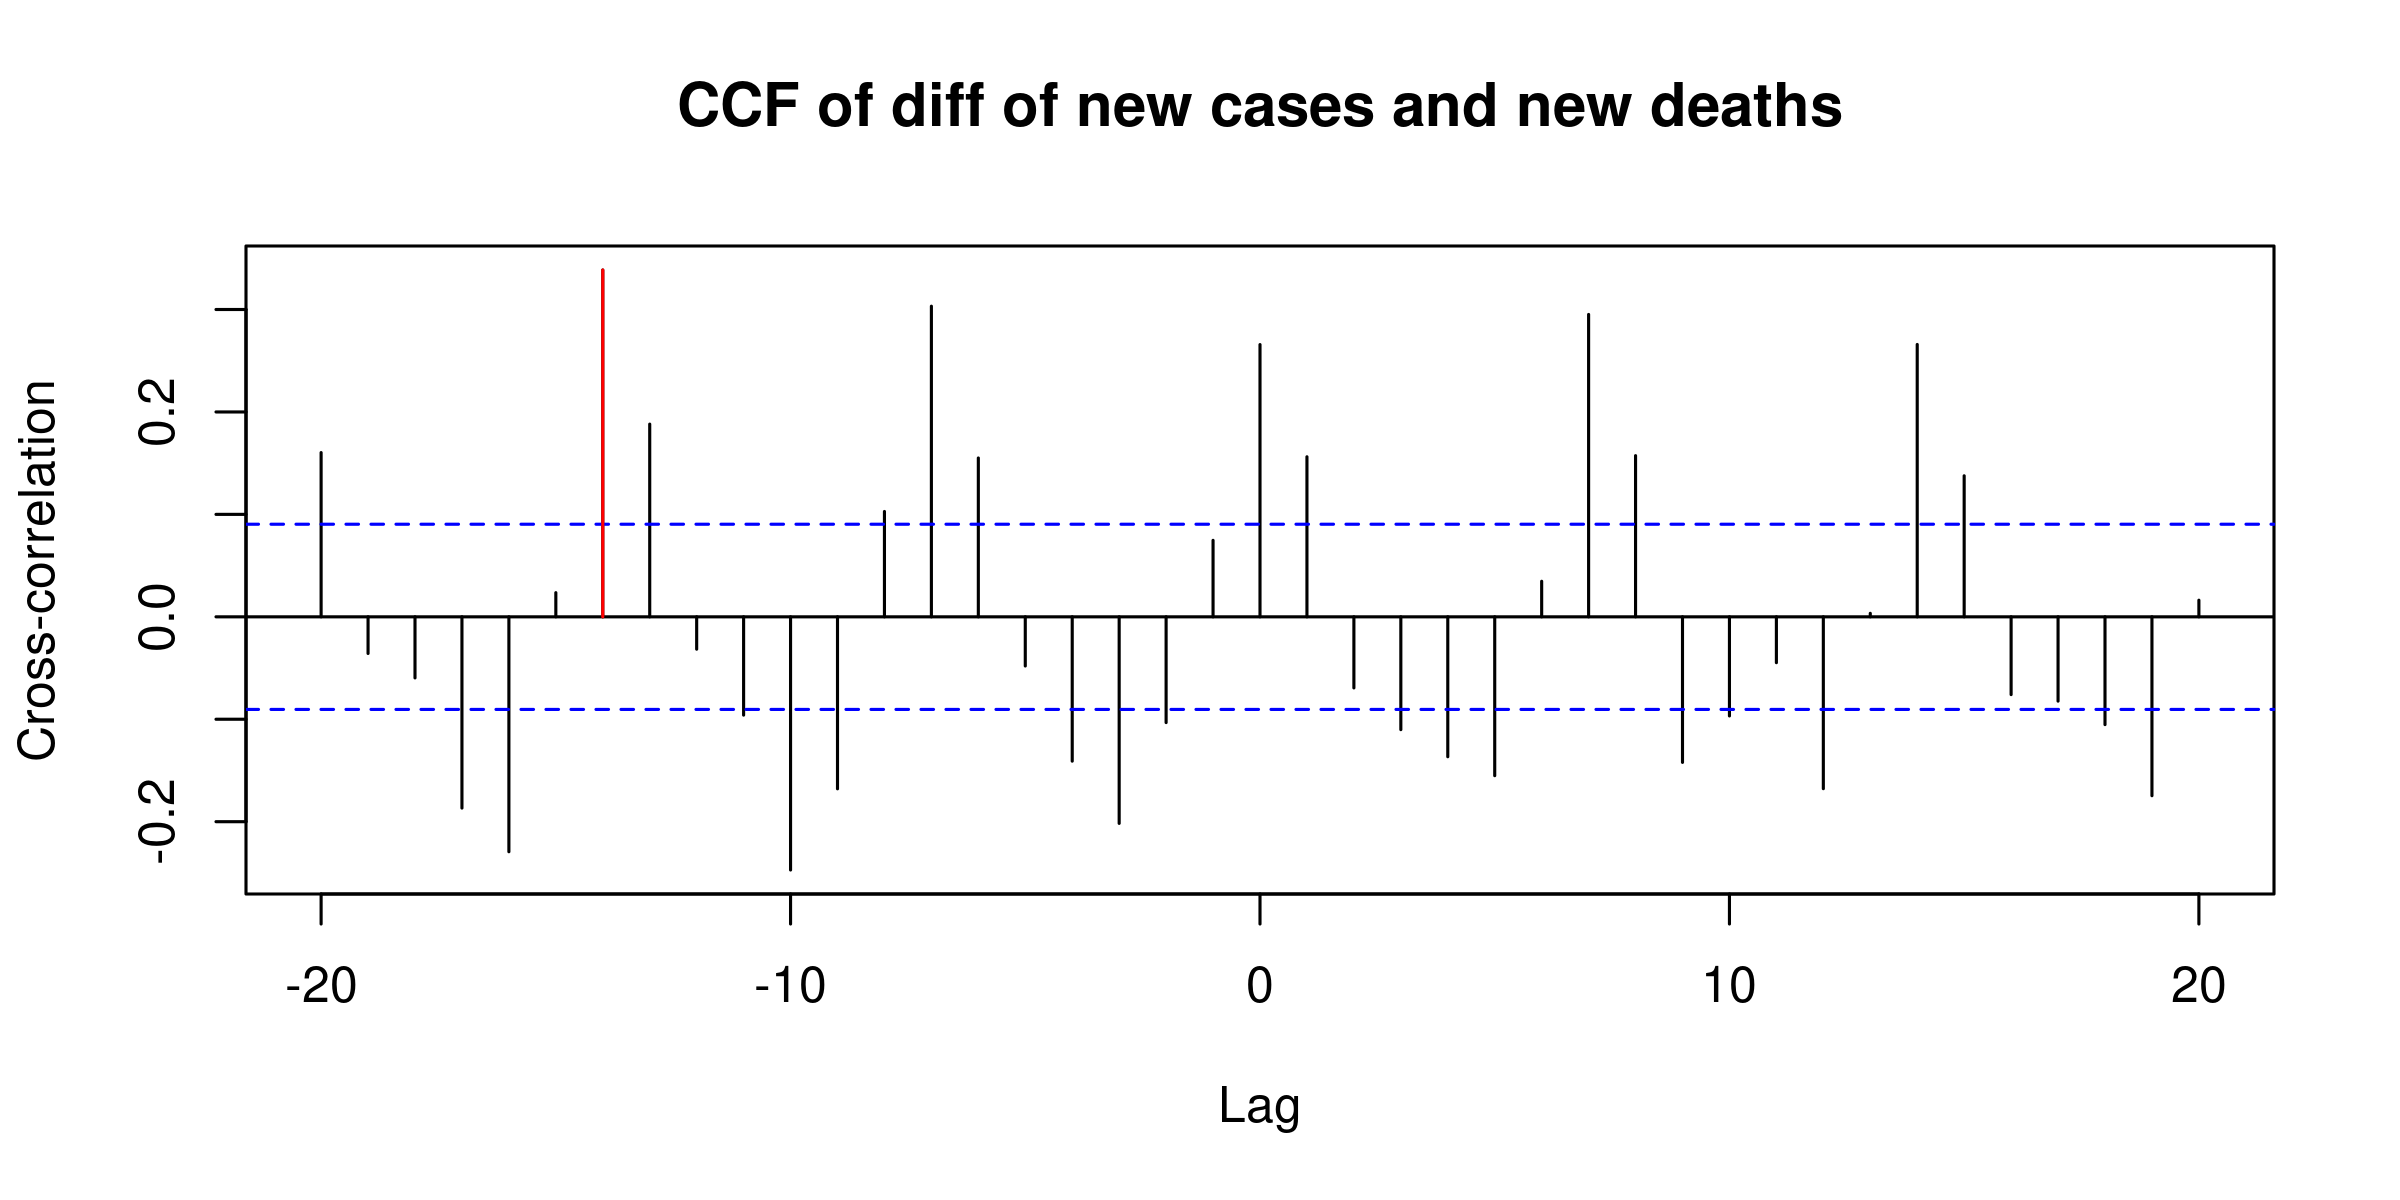 CCF of diff of new cases and new deaths
Cross-correlation
0.2
0.0
-0.2
-20 -10 0 10 20
Lag